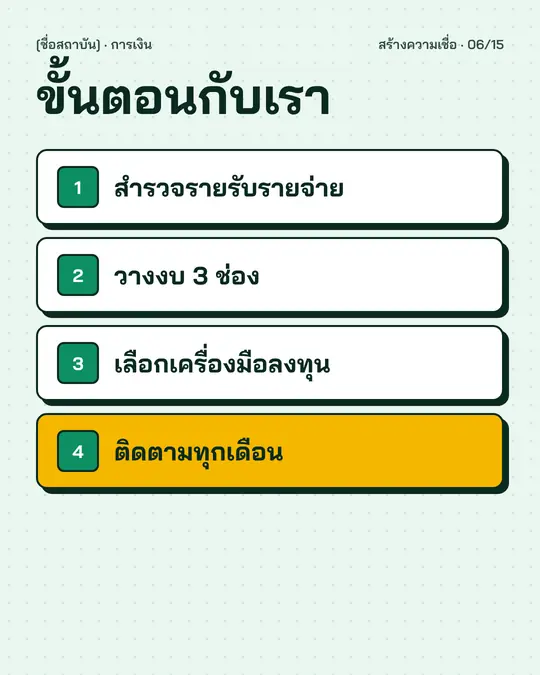 [ชื่อสถาบัน] · การเงิน
สร้างความเชื่อ · 06/15
ขั้นตอนกับเรา
1 สำรวจรายรับรายจ่าย
2 วางงบ 3 ช่อง
3 เลือกเครื่องมือลงทุน
4 ติดตามทุกเดือน